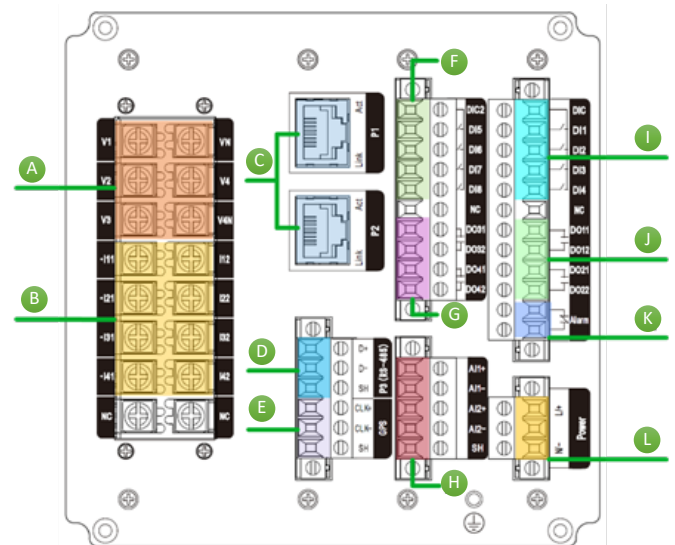 A
B
C
D
E
F
G
H
I
J
K
L
V1
VN
V2
V4
V3
V4N
-I11
I12
-I21
I22
-I31
I32
-I41
I42
NC
NC
Act
Link
P1
Act
Link
P2
P3 (RS-485)
D+
D-
SH
GPS
CLK+
CLK-
SH
DIC2
DI5
DI6
DI7
DI8
NC
DO31
DO32
DO41
DO42
AI1+
AI1-
AI2+
AI2-
SH
DIC
DI1
DI2
DI3
DI4
NC
DO11
DO12
DO21
DO22
Alarm
L/+
N/-
Power